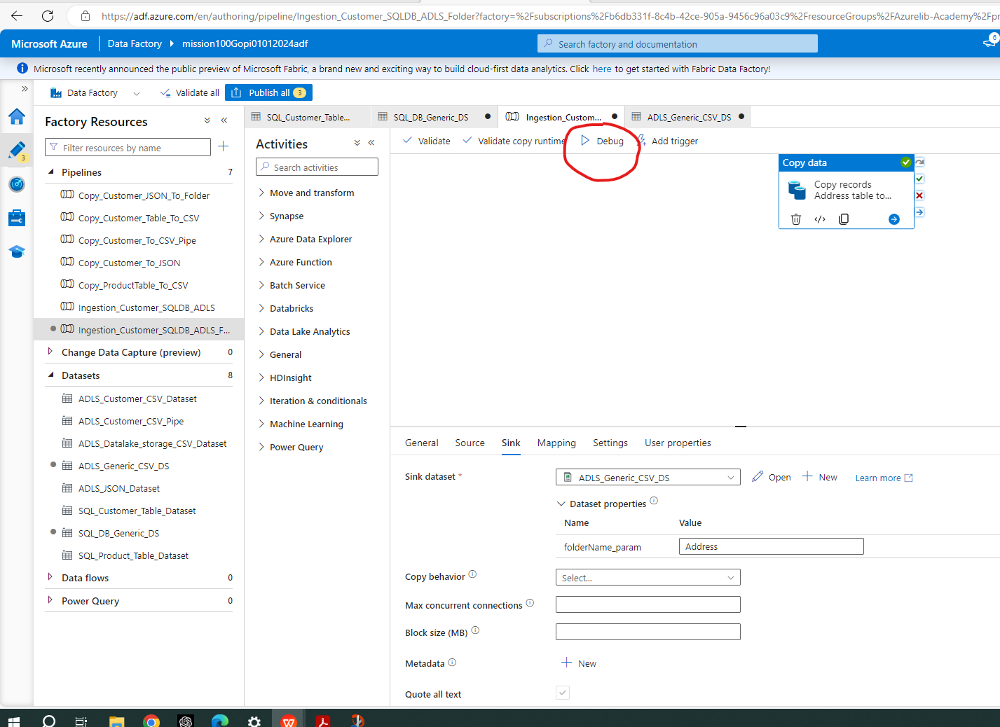 https://adf.azure.com/en/authoring/pipeline/Ingestion_Customer_SQLDB_ADLS_Folder?factory=%2Fsubscriptions%2Fb6db331f-8c4b-42ce-905a-9456c96a03c9%2FresourceGroups%2FAzurelib-Academy%2Fpr
Microsoft Azure Data Factory mission100Gopi01012024adf Search factory and documentation 6
Microsoft recently announced the public preview of Microsoft Fabric, a brand new and exciting way to build cloud-first data analytics. Click here to get started with Fabric Data Factory!
Data Factory Validate all Publish all 3
3
Factory Resources
Filter resources by name
Pipelines 7
Copy_Customer_JSON_To_Folder
Copy_Customer_Table_To_CSV
Copy_Customer_To_CSV_Pipe
Copy_Customer_To_JSON
Copy_ProductTable_To_CSV
Ingestion_Customer_SQLDB_ADLS
Ingestion_Customer_SQLDB_ADLS_F...
Change Data Capture (preview) 0
Datasets 8
ADLS_Customer_CSV_Dataset
ADLS_Customer_CSV_Pipe
ADLS_Datalake_storage_CSV_Dataset
ADLS_Generic_CSV_DS
ADLS_JSON_Dataset
SQL_Customer_Table_Dataset
SQL_DB_Generic_DS
SQL_Product_Table_Dataset
Data flows 0
Power Query 0
SQL_Customer_Table... SQL_DB_Generic_DS Ingestion_Custom... ADLS_Generic_CSV_DS
Activities
Search activities
Move and transform
Synapse
Azure Data Explorer
Azure Function
Batch Service
Databricks
Data Lake Analytics
General
HDInsight
Iteration & conditionals
Machine Learning
Power Query
Validate Validate copy runtime Debug Add trigger
Copy data
Copy records
Address table to...
General Source Sink Mapping Settings User properties
Sink dataset * ADLS_Generic_CSV_DS Open New Learn more
Dataset properties
Name Value
folderName_param Address
Copy behavior Select...
Max concurrent connections
Block size (MB)
Metadata New
Quote all text